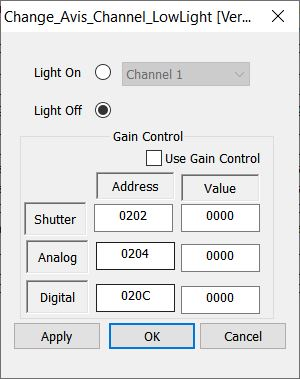 Change_Avis_Channel_LowLight [Ver...
Light On Channel 1
Light Off
Gain Control
Use Gain Control
Address Value
Shutter 0202 0000
Analog 0204 0000
Digital 020C 0000
Apply OK Cancel